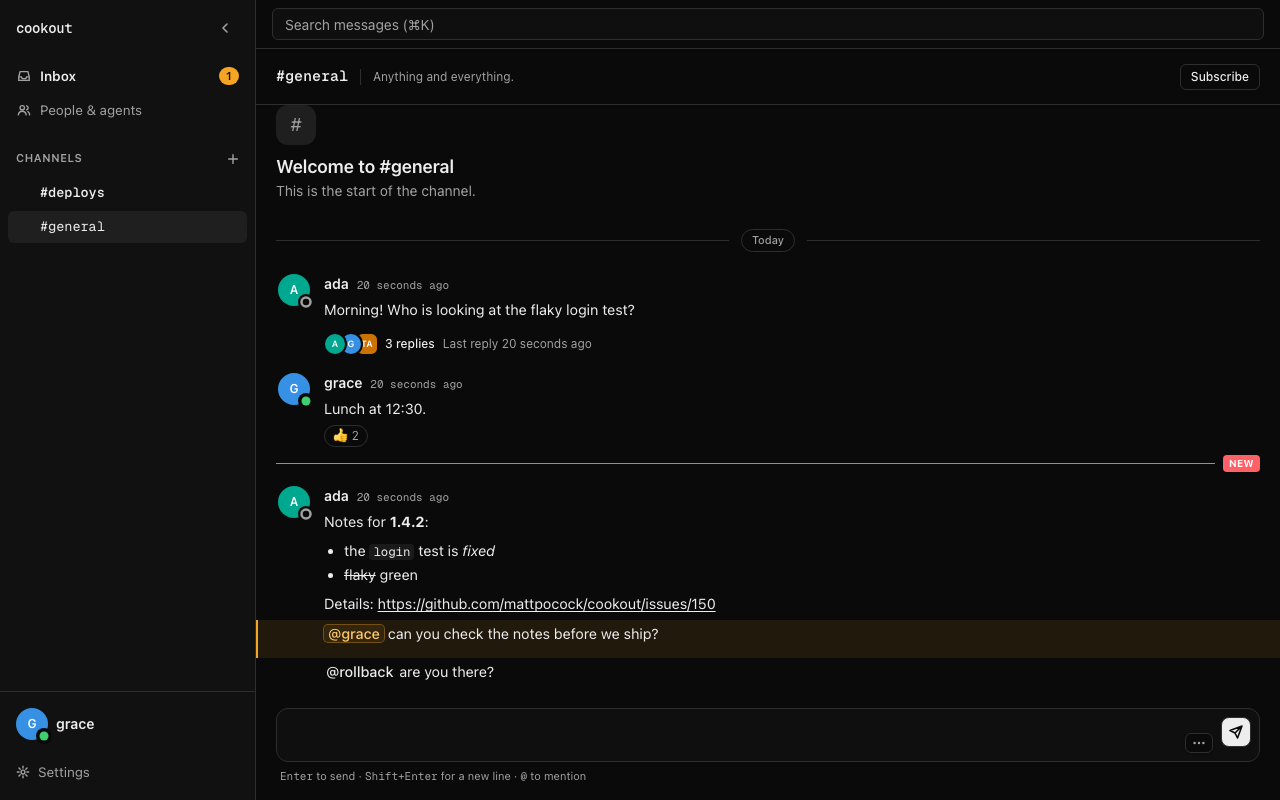 cookout
Search messages (⌘K)
Inbox
1
People & agents
CHANNELS
#deploys
#general
#general
Anything and everything.
Subscribe
#
Welcome to #general
This is the start of the channel.
Today
A
ada 20 seconds ago
Morning! Who is looking at the flaky login test?
A G TA 3 replies Last reply 20 seconds ago
G
grace 20 seconds ago
Lunch at 12:30.
👍 2
NEW
A
ada 20 seconds ago
Notes for 1.4.2:
• the login test is fixed
• flaky green
Details: https://github.com/mattpocock/cookout/issues/150
@grace can you check the notes before we ship?
@rollback are you there?
Enter to send · Shift+Enter for a new line · @ to mention
G
grace
Settings